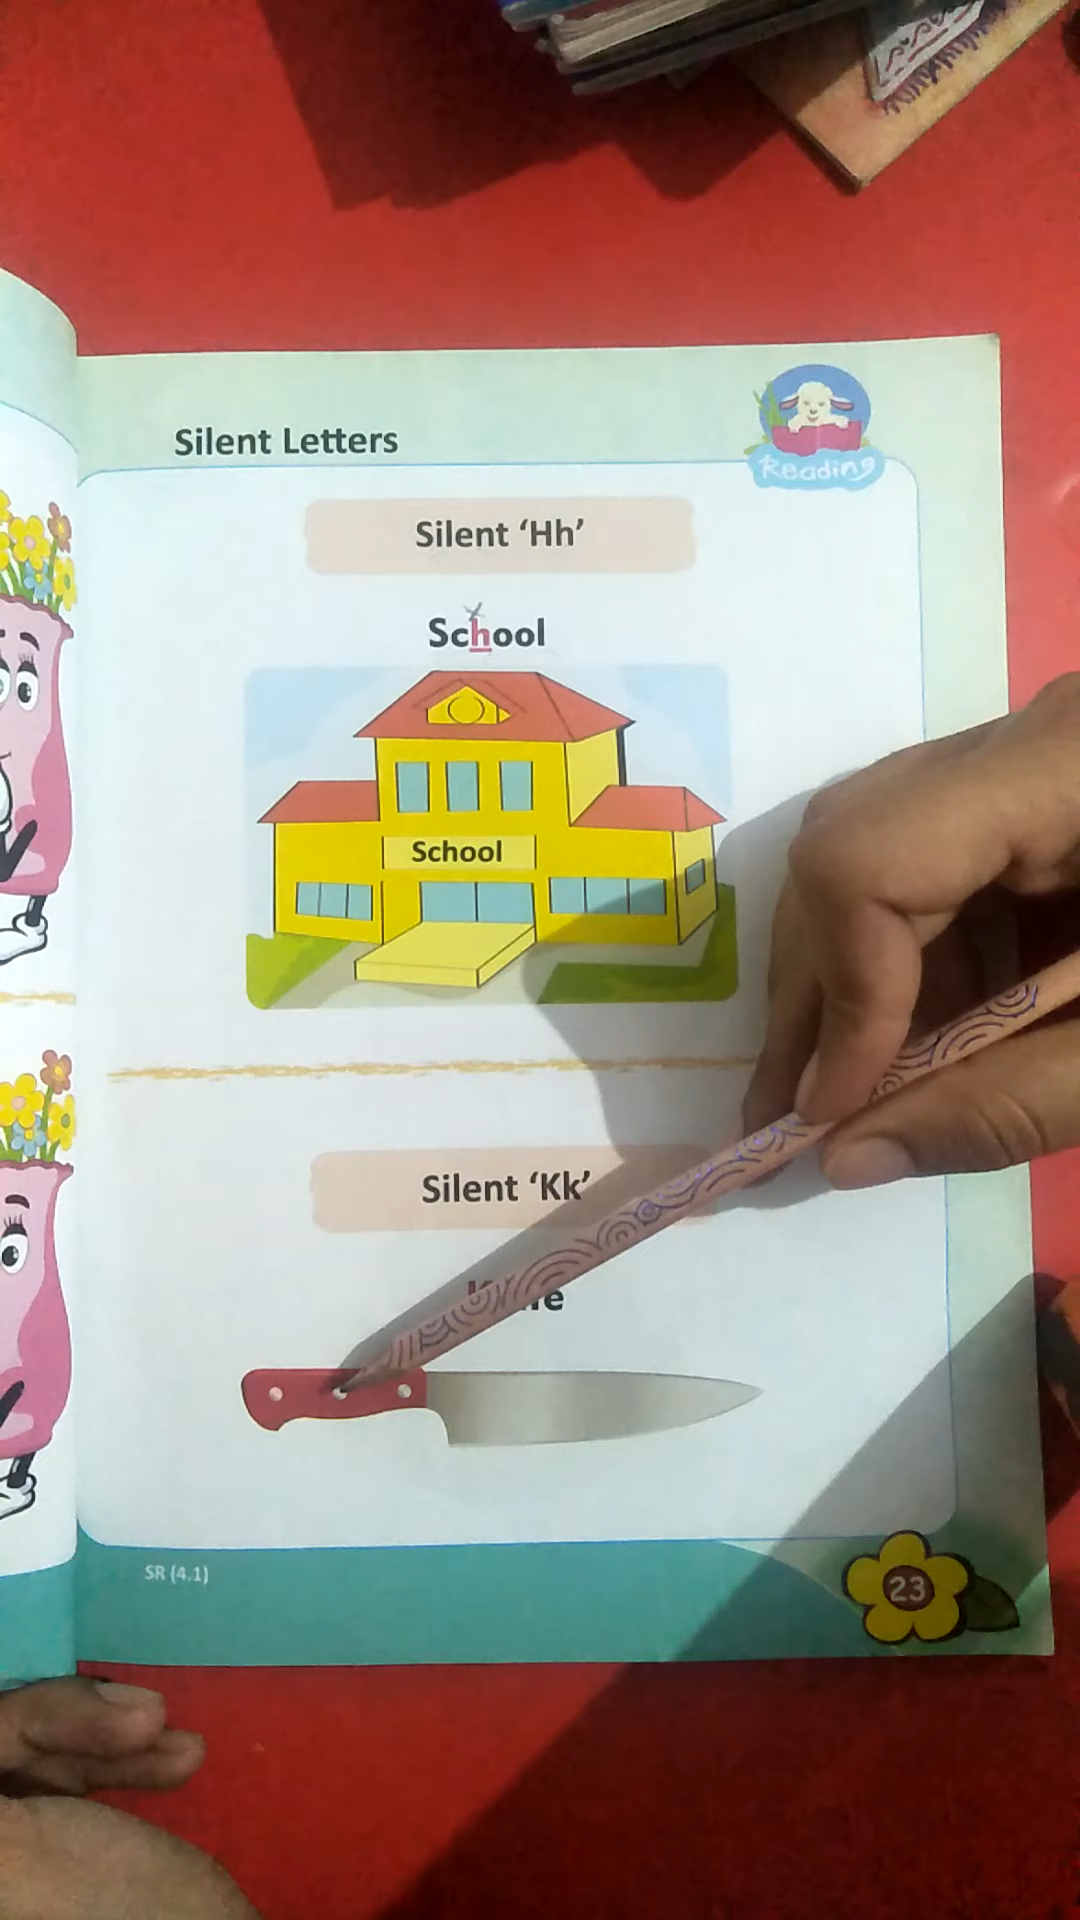 Silent Letters
Reading
Silent ‘Hh’
School
School
Silent ‘Kk’
SR (4.1)
23